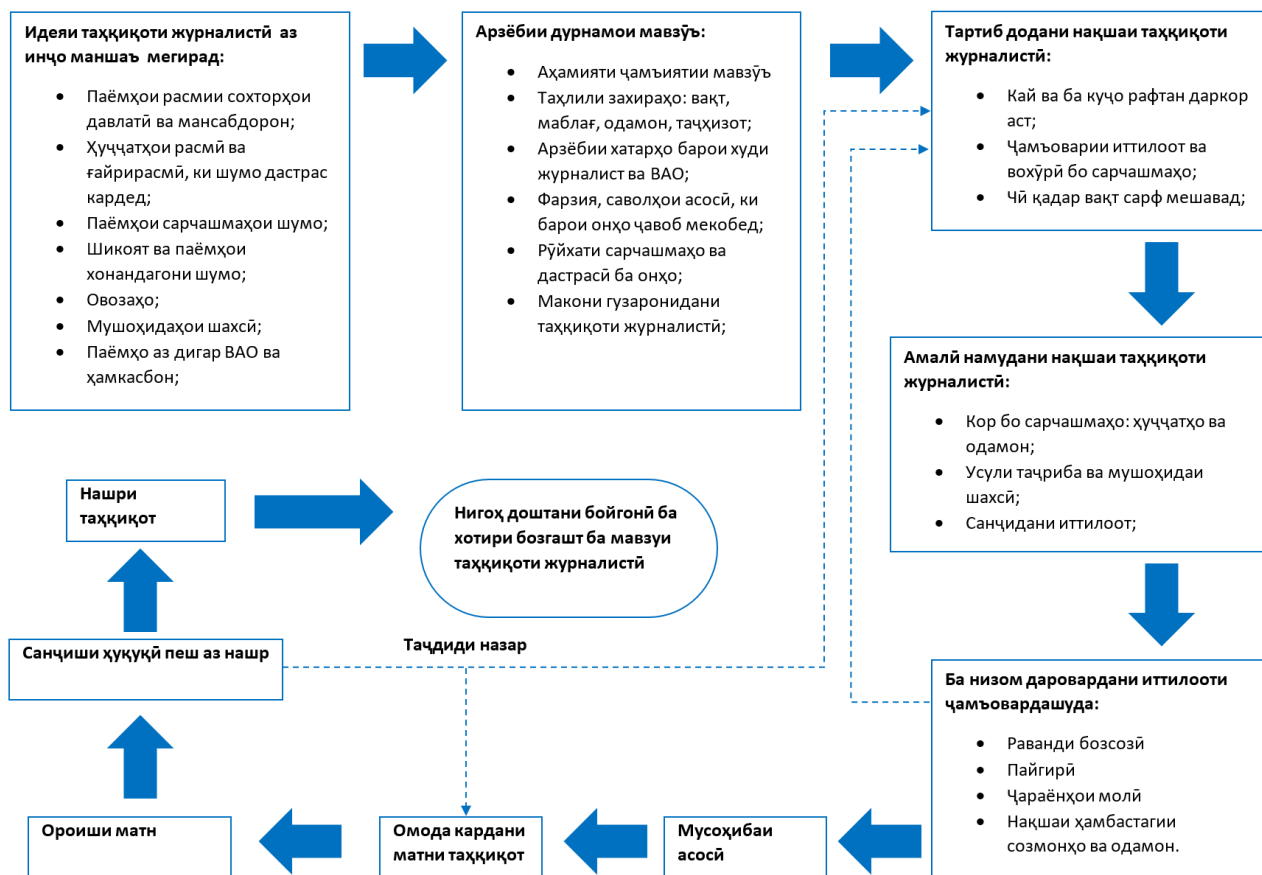 Идеяи таҳқиқоти журналистӣ аз
инҷо маншаъ мегирад:
• Паёмҳои расмии сохторҳои
давлатӣ ва мансабдорон;
• Ҳуҷҷатҳои расмӣ ва
ғайрирасмӣ, ки шумо дастрас
кардед;
• Паёмҳои сарчашмаҳои шумо;
• Шикоят ва паёмҳои
хонандагони шумо;
• Овозаҳо;
• Мушоҳидаҳои шахсӣ;
• Паёмҳо аз дигар ВАО ва
ҳамкасбон;
Арзёбии дурнамои мавзӯъ:
• Аҳамияти ҷамъиятии мавзӯъ
• Таҳлили захираҳо: вақт,
маблағ, одамон, таҷҳизот;
• Арзёбии хатарҳо барои худи
журналист ва ВАО;
• Фарзия, саволҳои асосӣ, ки
барои онҳо ҷавоб мекобед;
• Рӯйхати сарчашмаҳо ва
дастрасӣ ба онҳо;
• Макони гузаронидани
таҳқиқоти журналистӣ;
Тартиб додани нақшаи таҳқиқоти
журналистӣ:
• Кай ва ба куҷо рафтан даркор
аст;
• Ҷамъоварии иттилоот ва
вохӯрӣ бо сарчашмаҳо;
• Чӣ қадар вақт сарф мешавад;
Амалӣ намудани нақшаи таҳқиқоти
журналистӣ:
• Кор бо сарчашмаҳо: ҳуҷҷатҳо ва
одамон;
• Усули таҷриба ва мушоҳидаи
шахсӣ;
• Санҷидани иттилоот;
Ба низом даровардани иттилооти
ҷамъовардашуда:
• Раванди бозсозӣ
• Пайгирӣ
• Ҷараёнҳои молӣ
• Нақшаи ҳамбастагии
созмонҳо ва одамон.
Мусоҳибаи
асосӣ
Омода кардани
матни таҳқиқот
Ороиши матн
Санҷиши ҳуқуқӣ пеш аз нашр
Таҷдиди назар
Нашри
таҳқиқот
Нигоҳ доштани бойгонӣ ба
хотири бозгашт ба мавзуи
таҳқиқоти журналистӣ